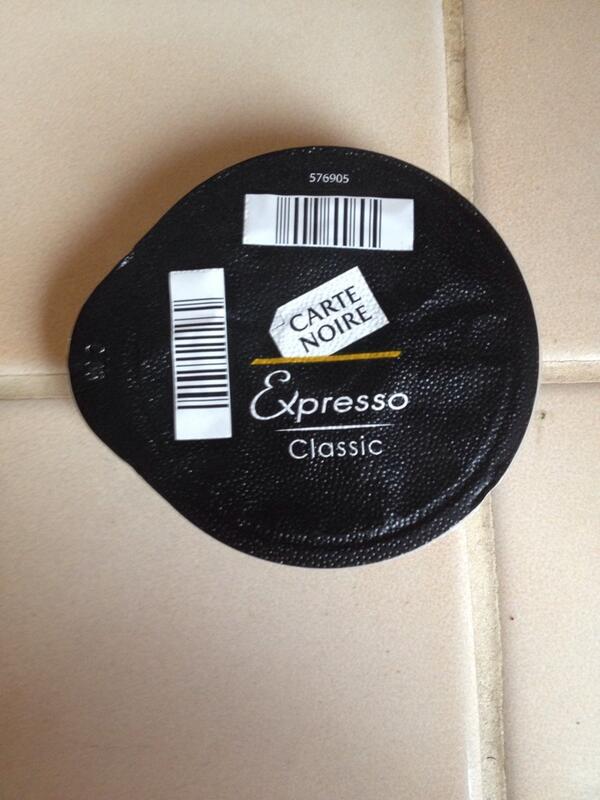 576905
CARTE
NOIRE
Expresso
Classic